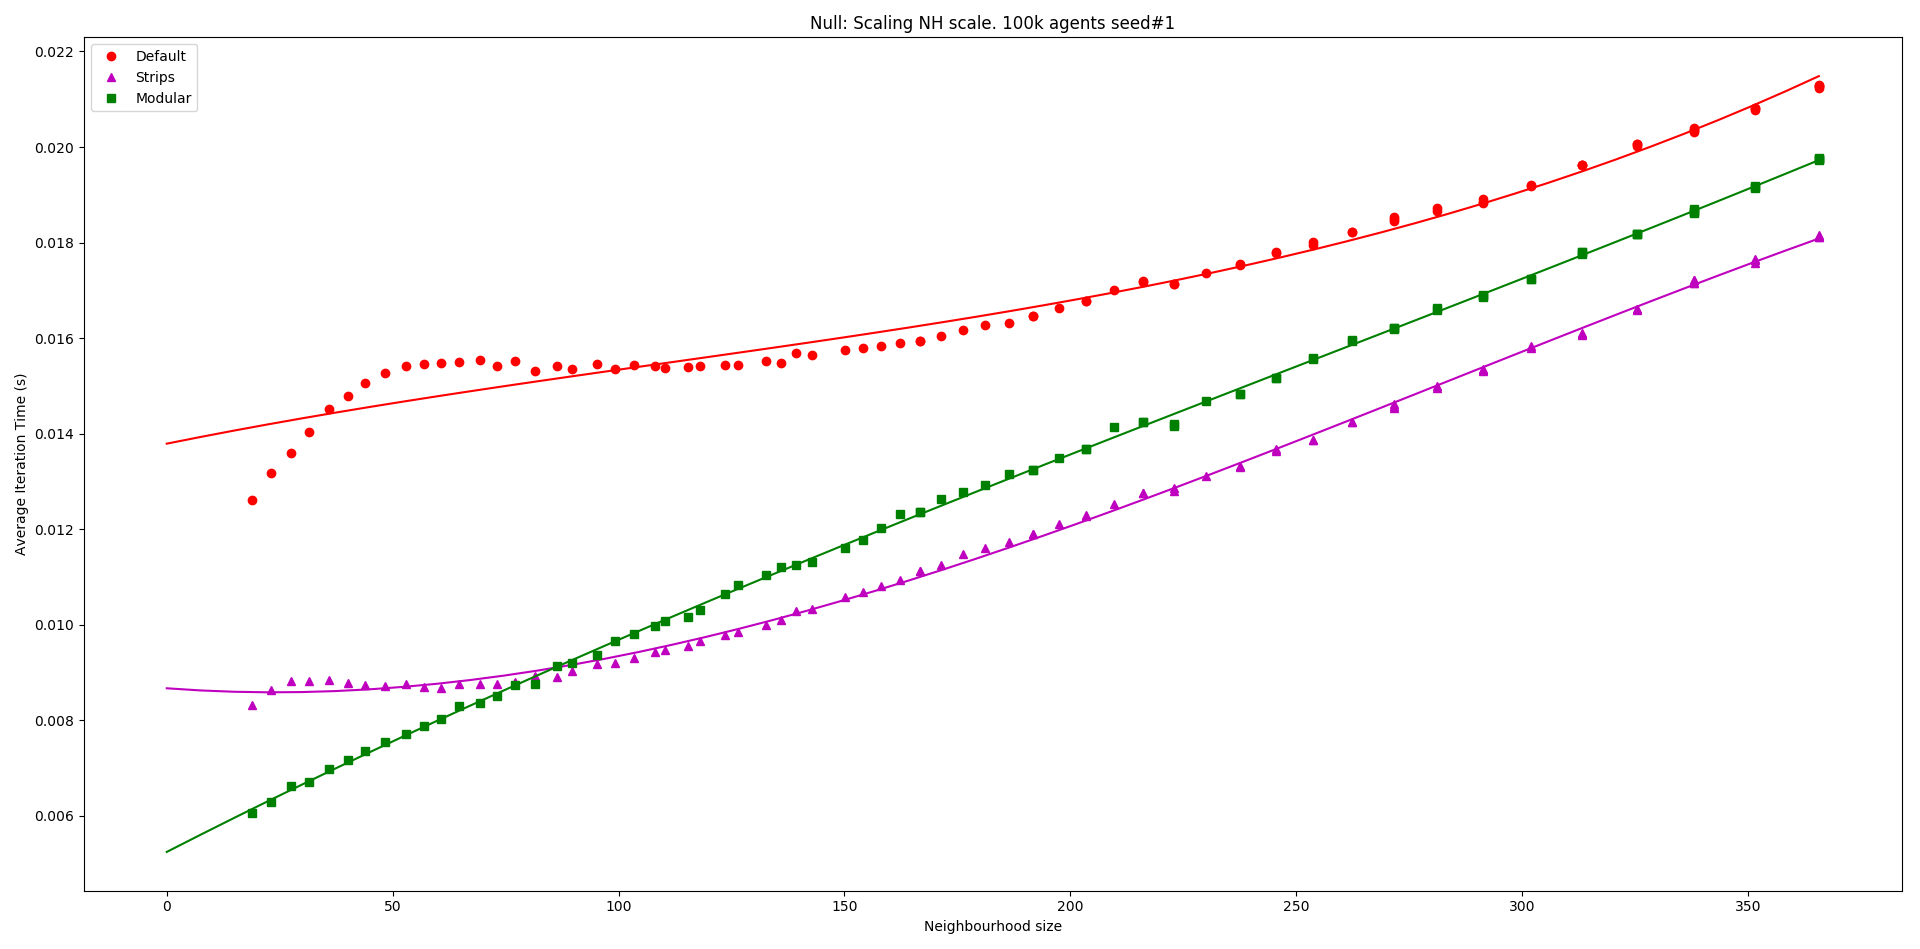 Null: Scaling NH scale. 100k agents seed#1
Default
Strips
Modular
Average Iteration Time (s)
0.022
0.020
0.018
0.016
0.014
0.012
0.010
0.008
0.006
0 50 100 150 200 250 300 350
Neighbourhood size